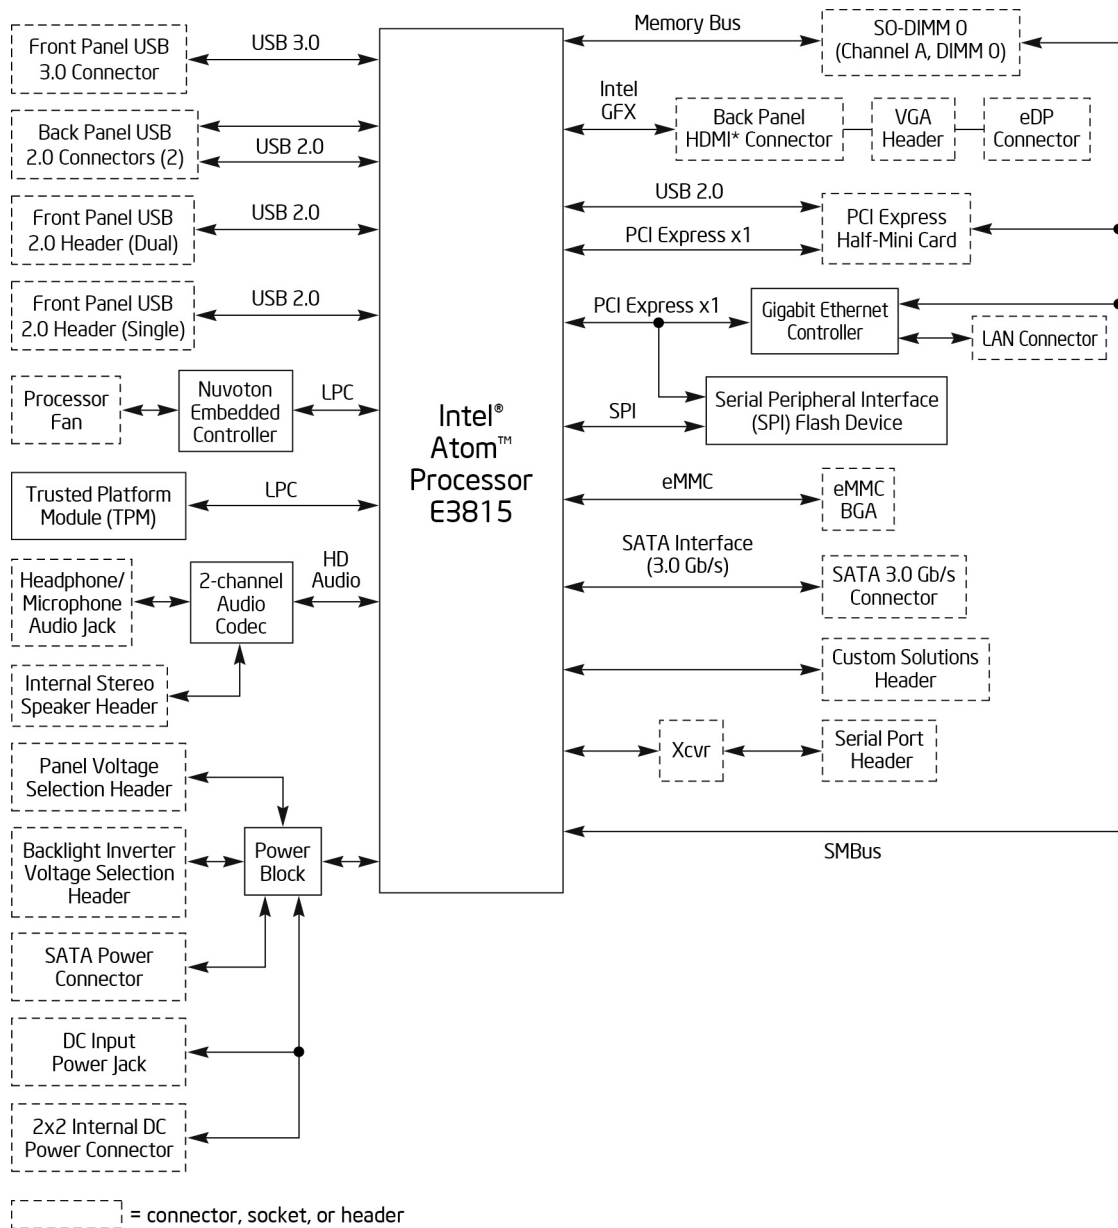 Front Panel USB
3.0 Connector
USB 3.0
Back Panel USB
2.0 Connectors (2)
USB 2.0
Front Panel USB
2.0 Header (Dual)
USB 2.0
Front Panel USB
2.0 Header (Single)
USB 2.0
Processor
Fan
Nuvoton
Embedded
Controller
LPC
Trusted Platform
Module (TPM)
LPC
Headphone/
Microphone
Audio Jack
2-channel
Audio
Codec
HD
Audio
Internal Stereo
Speaker Header
Panel Voltage
Selection Header
Backlight Inverter
Voltage Selection
Header
Power
Block
SATA Power
Connector
DC Input
Power Jack
2x2 Internal DC
Power Connector
Intel®
Atom™
Processor
E3815
Memory Bus
SO-DIMM 0
(Channel A, DIMM 0)
Intel
GFX
Back Panel
HDMI* Connector
VGA
Header
eDP
Connector
USB 2.0
PCI Express x1
PCI Express
Half-Mini Card
PCI Express x1
Gigabit Ethernet
Controller
LAN Connector
SPI
Serial Peripheral Interface
(SPI) Flash Device
eMMC
eMMC
BGA
SATA Interface
(3.0 Gb/s)
SATA 3.0 Gb/s
Connector
Custom Solutions
Header
Xcvr
Serial Port
Header
SMBus
= connector, socket, or header